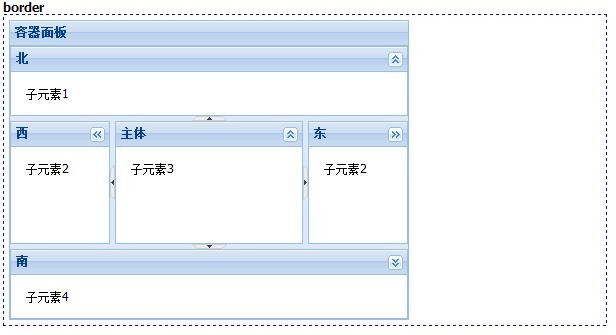 border
容器面板
北
子元素1
西 主体 东
子元素2 子元素3 子元素2
南
子元素4